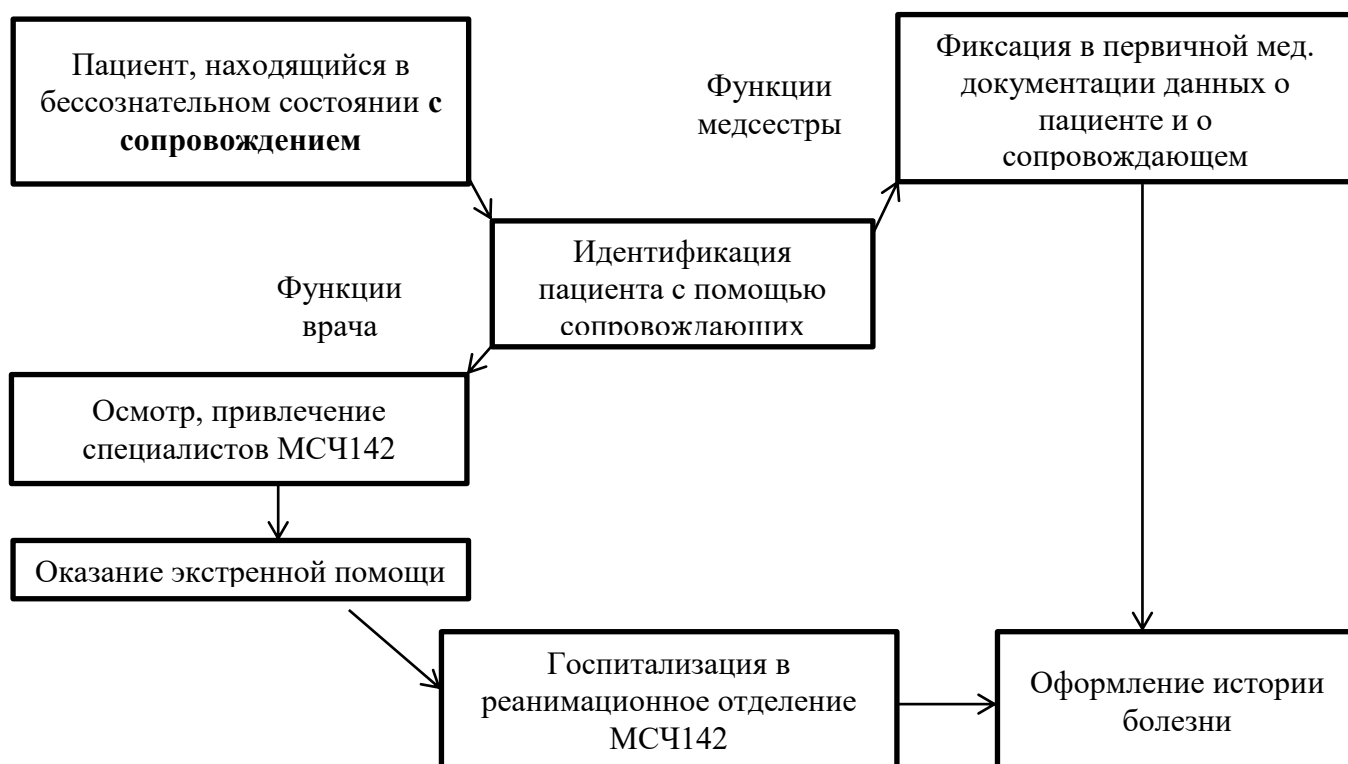 Пациент, находящийся в
бессознательном состоянии с
сопровождением
Функции
медсестры
Фиксация в первичной мед.
документации данных о
пациенте и о
сопровождающем
Идентификация
пациента с помощью
сопровождающих
Функции
врача
Осмотр, привлечение
специалистов МСЧ142
Оказание экстренной помощи
Госпитализация в
реанимационное отделение
МСЧ142
Оформление истории
болезни